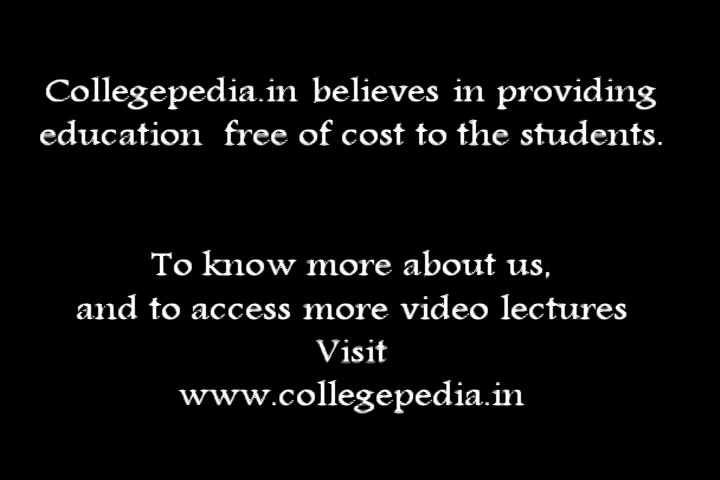 Collegepedia.in believes in providing
education free of cost to the students.
To know more about us,
and to access more video lectures
Visit
www.collegepedia.in